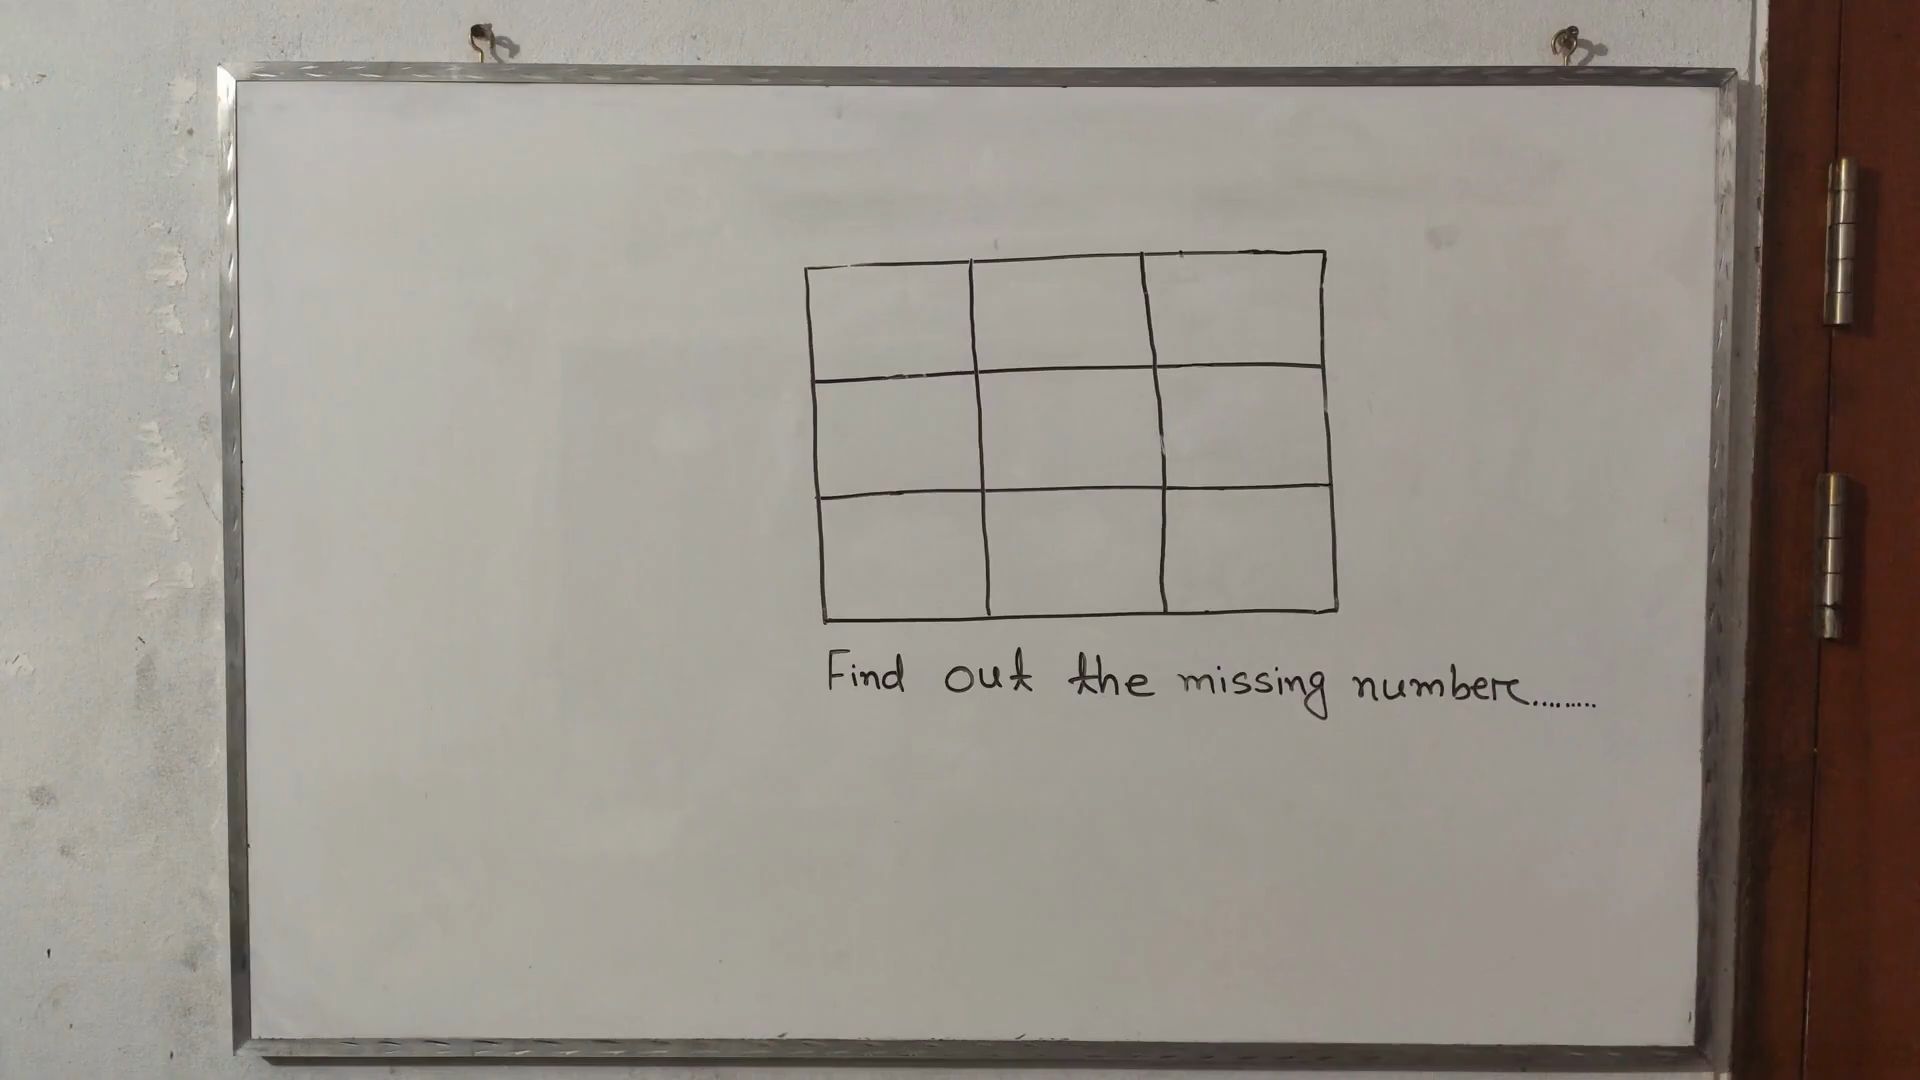 Find out the missing number.........